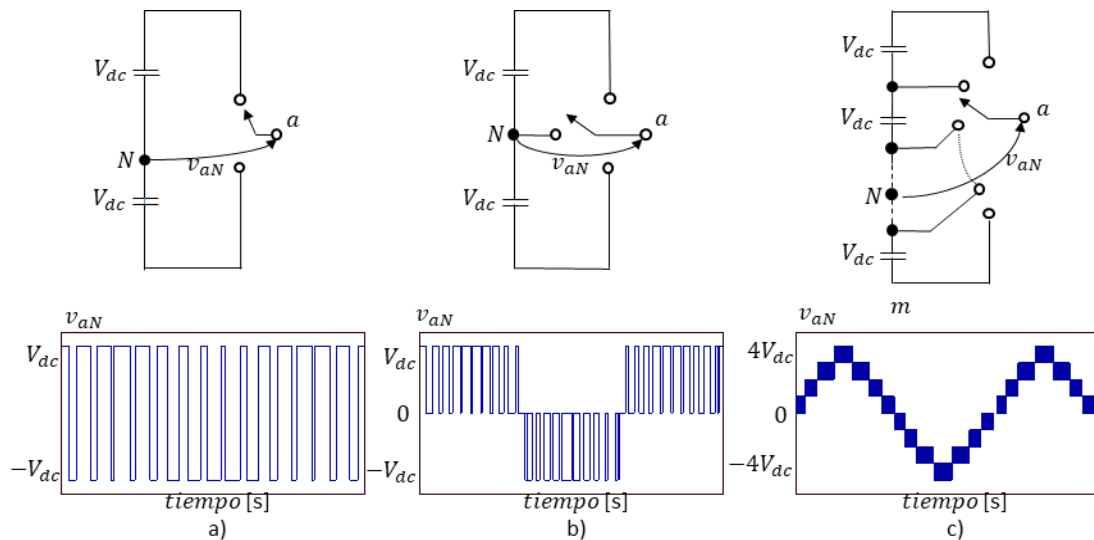 V_dc
N
V_dc
a
v_aN
V_dc
N
V_dc
a
v_aN
V_dc
V_dc
N
V_dc
a
v_aN
m
v_aN
V_dc
−V_dc
tiempo [s]
a)
v_aN
V_dc
0
−V_dc
tiempo [s]
b)
v_aN
4V_dc
0
−4V_dc
tiempo [s]
c)